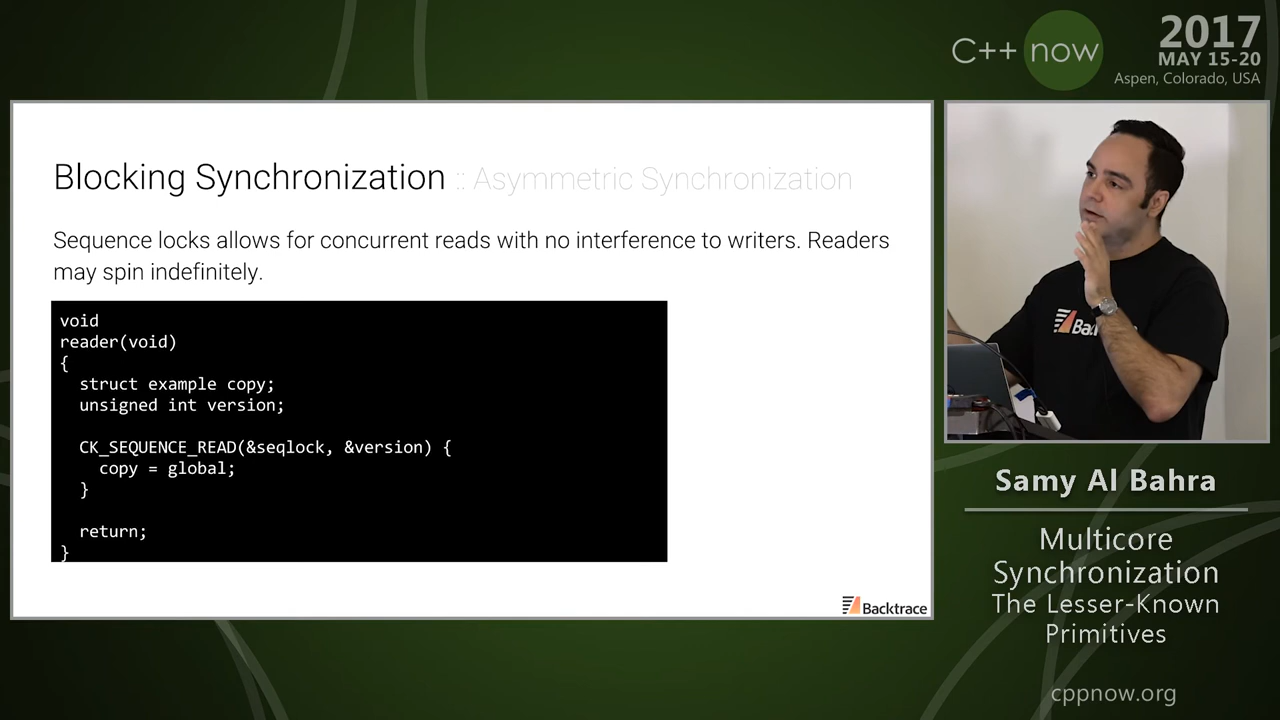 C++ now
2017
MAY 15-20
Aspen, Colorado, USA
Blocking Synchronization :: Asymmetric Synchronization
Sequence locks allows for concurrent reads with no interference to writers. Readers
may spin indefinitely.
void
reader(void)
{
  struct example copy;
  unsigned int version;
  CK_SEQUENCE_READ(&seqlock, &version) {
    copy = global;
  }
  return;
}
Backtrace
Samy Al Bahra
Multicore
Synchronization
The Lesser-Known
Primitives
cppnow.org